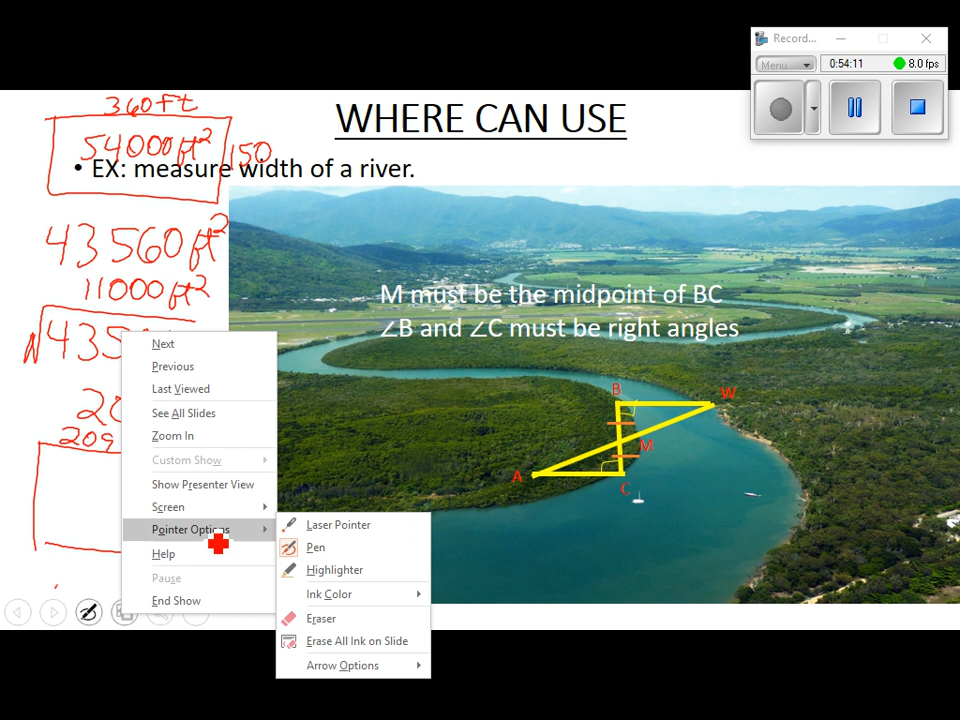 Record...
Menu
0:54:11
8.0 fps
360Ft
WHERE CAN USE
54000ft²
150
• EX: measure width of a river.
43560ft²
11000ft²
M must be the midpoint of BC
∠B and ∠C must be right angles
Next
Previous
Last Viewed
See All Slides
Zoom In
Custom Show
Show Presenter View
Screen
Pointer Options
Help
Pause
End Show
Laser Pointer
Pen
Highlighter
Ink Color
Eraser
Erase All Ink on Slide
Arrow Options
209
B
W
M
A
C